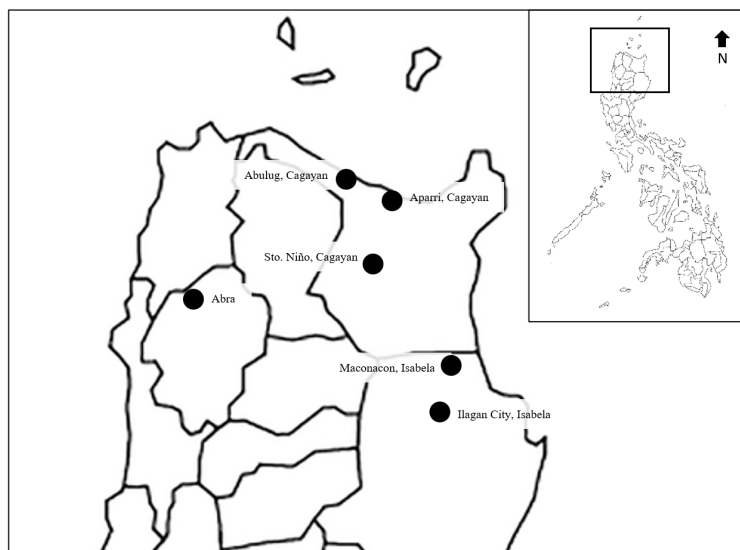 N
Abulug, Cagayan
Aparri, Cagayan
Sto. Niño, Cagayan
Abra
Maconacon, Isabela
Ilagan City, Isabela